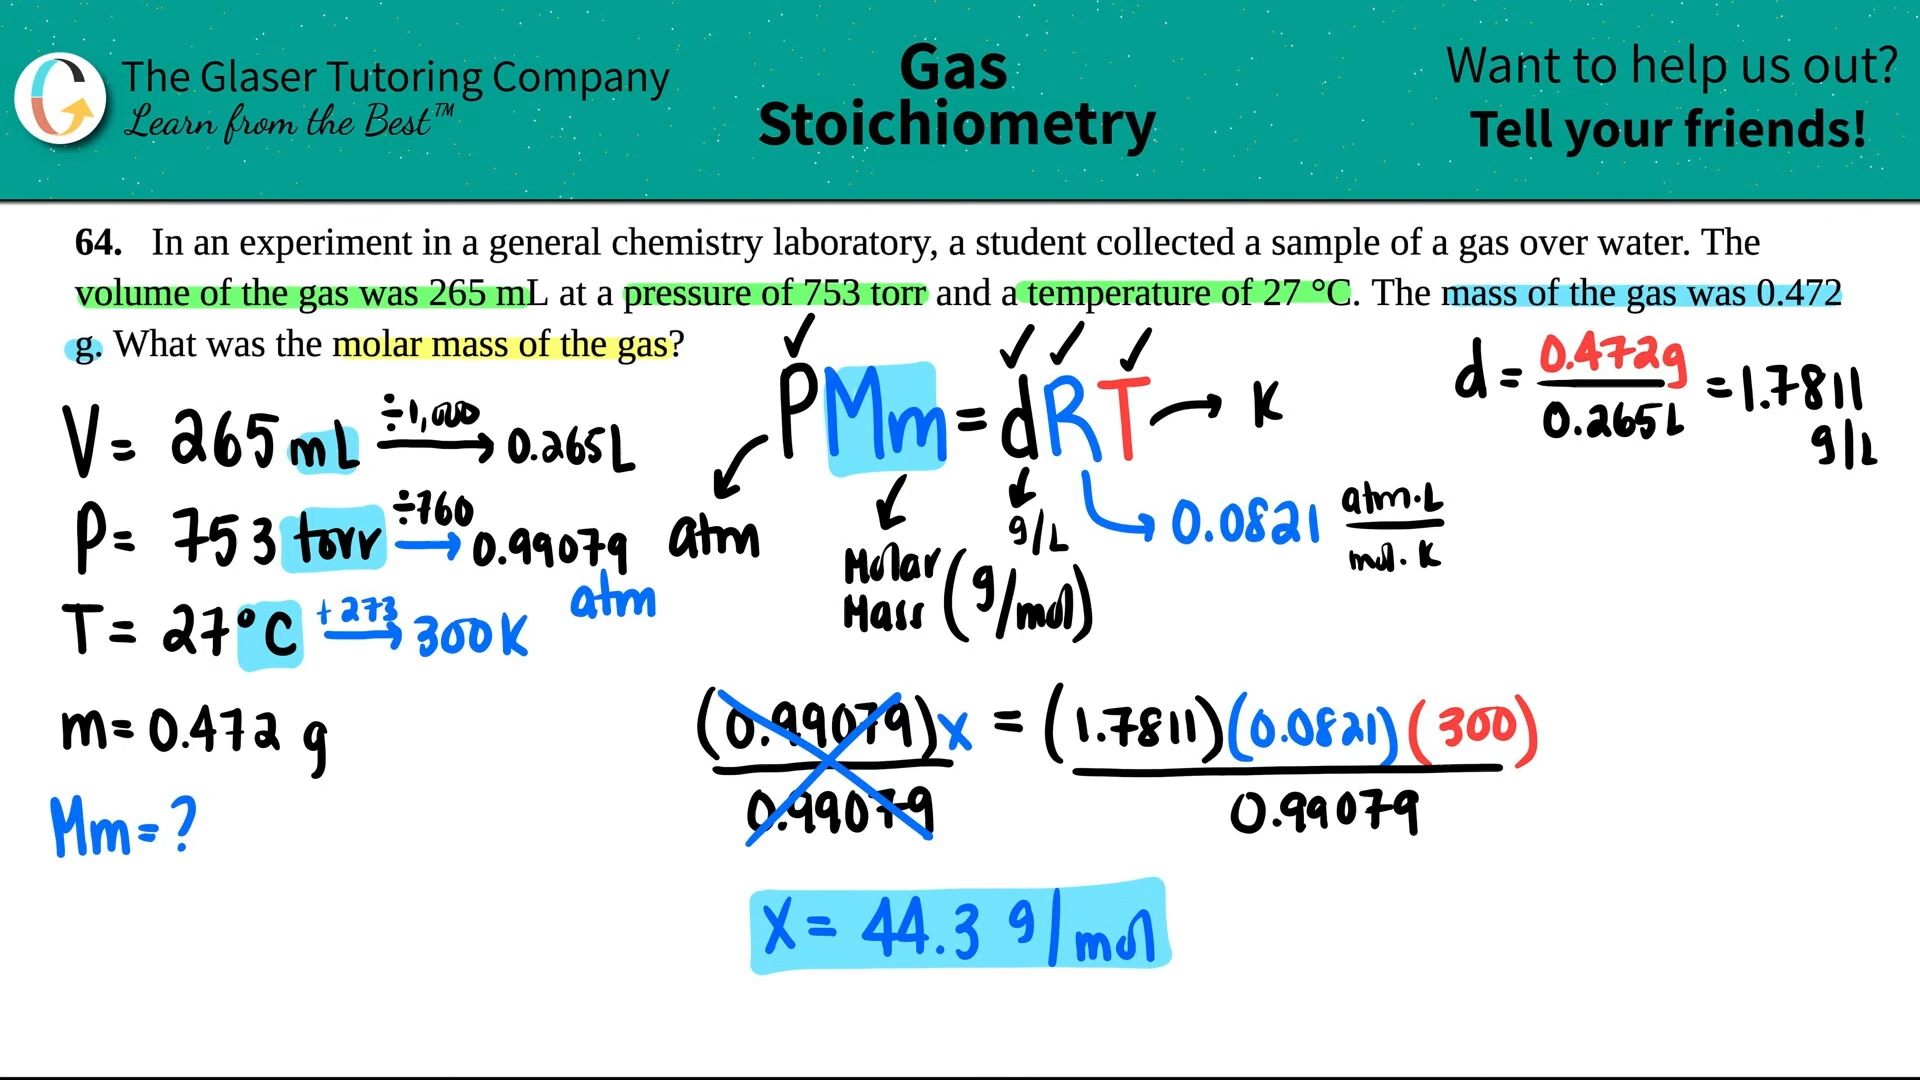 The Glaser Tutoring Company
Learn from the Best™
Gas
Stoichiometry
Want to help us out?
Tell your friends!
64. In an experiment in a general chemistry laboratory, a student collected a sample of a gas over water. The
volume of the gas was 265 mL at a pressure of 753 torr and a temperature of 27 °C. The mass of the gas was 0.472
g. What was the molar mass of the gas?
V = 265 mL ÷1,000 → 0.265L
P = 753 torr ÷760 → 0.99079 atm
T = 27°C +273 → 300K
m = 0.472 g
Mm = ?
✓ ✓ ✓ ✓
PMm = dRT → K
atm
Molar
Mass (g/mol)
g/L
0.0821 atm·L / mol·K
d = 0.472g / 0.265L = 1.7811 g/L
(0.99079)x = (1.7811)(0.0821)(300)
0.99079 0.99079
x = 44.3 g/mol